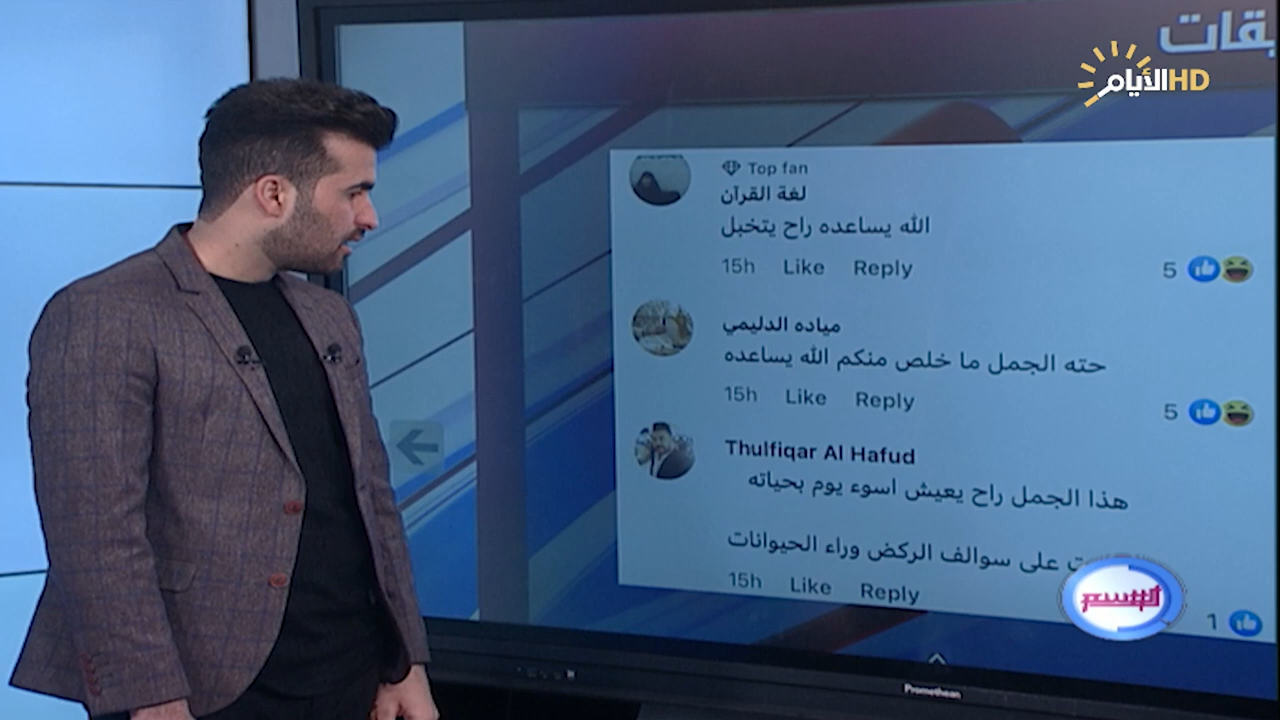 الأيام HD
Top fan
لغة القرآن
الله يساعده راح يتخبل
15h Like Reply 5
مياده الدليمي
حته الجمل ما خلص منكم الله يساعده
15h Like Reply 5
Thulfiqar Al Hafud
هذا الجمل راح يعيش اسوء يوم بحياته
على سوالف الركض وراء الحيوانات
15h Like Reply 1
Promethean